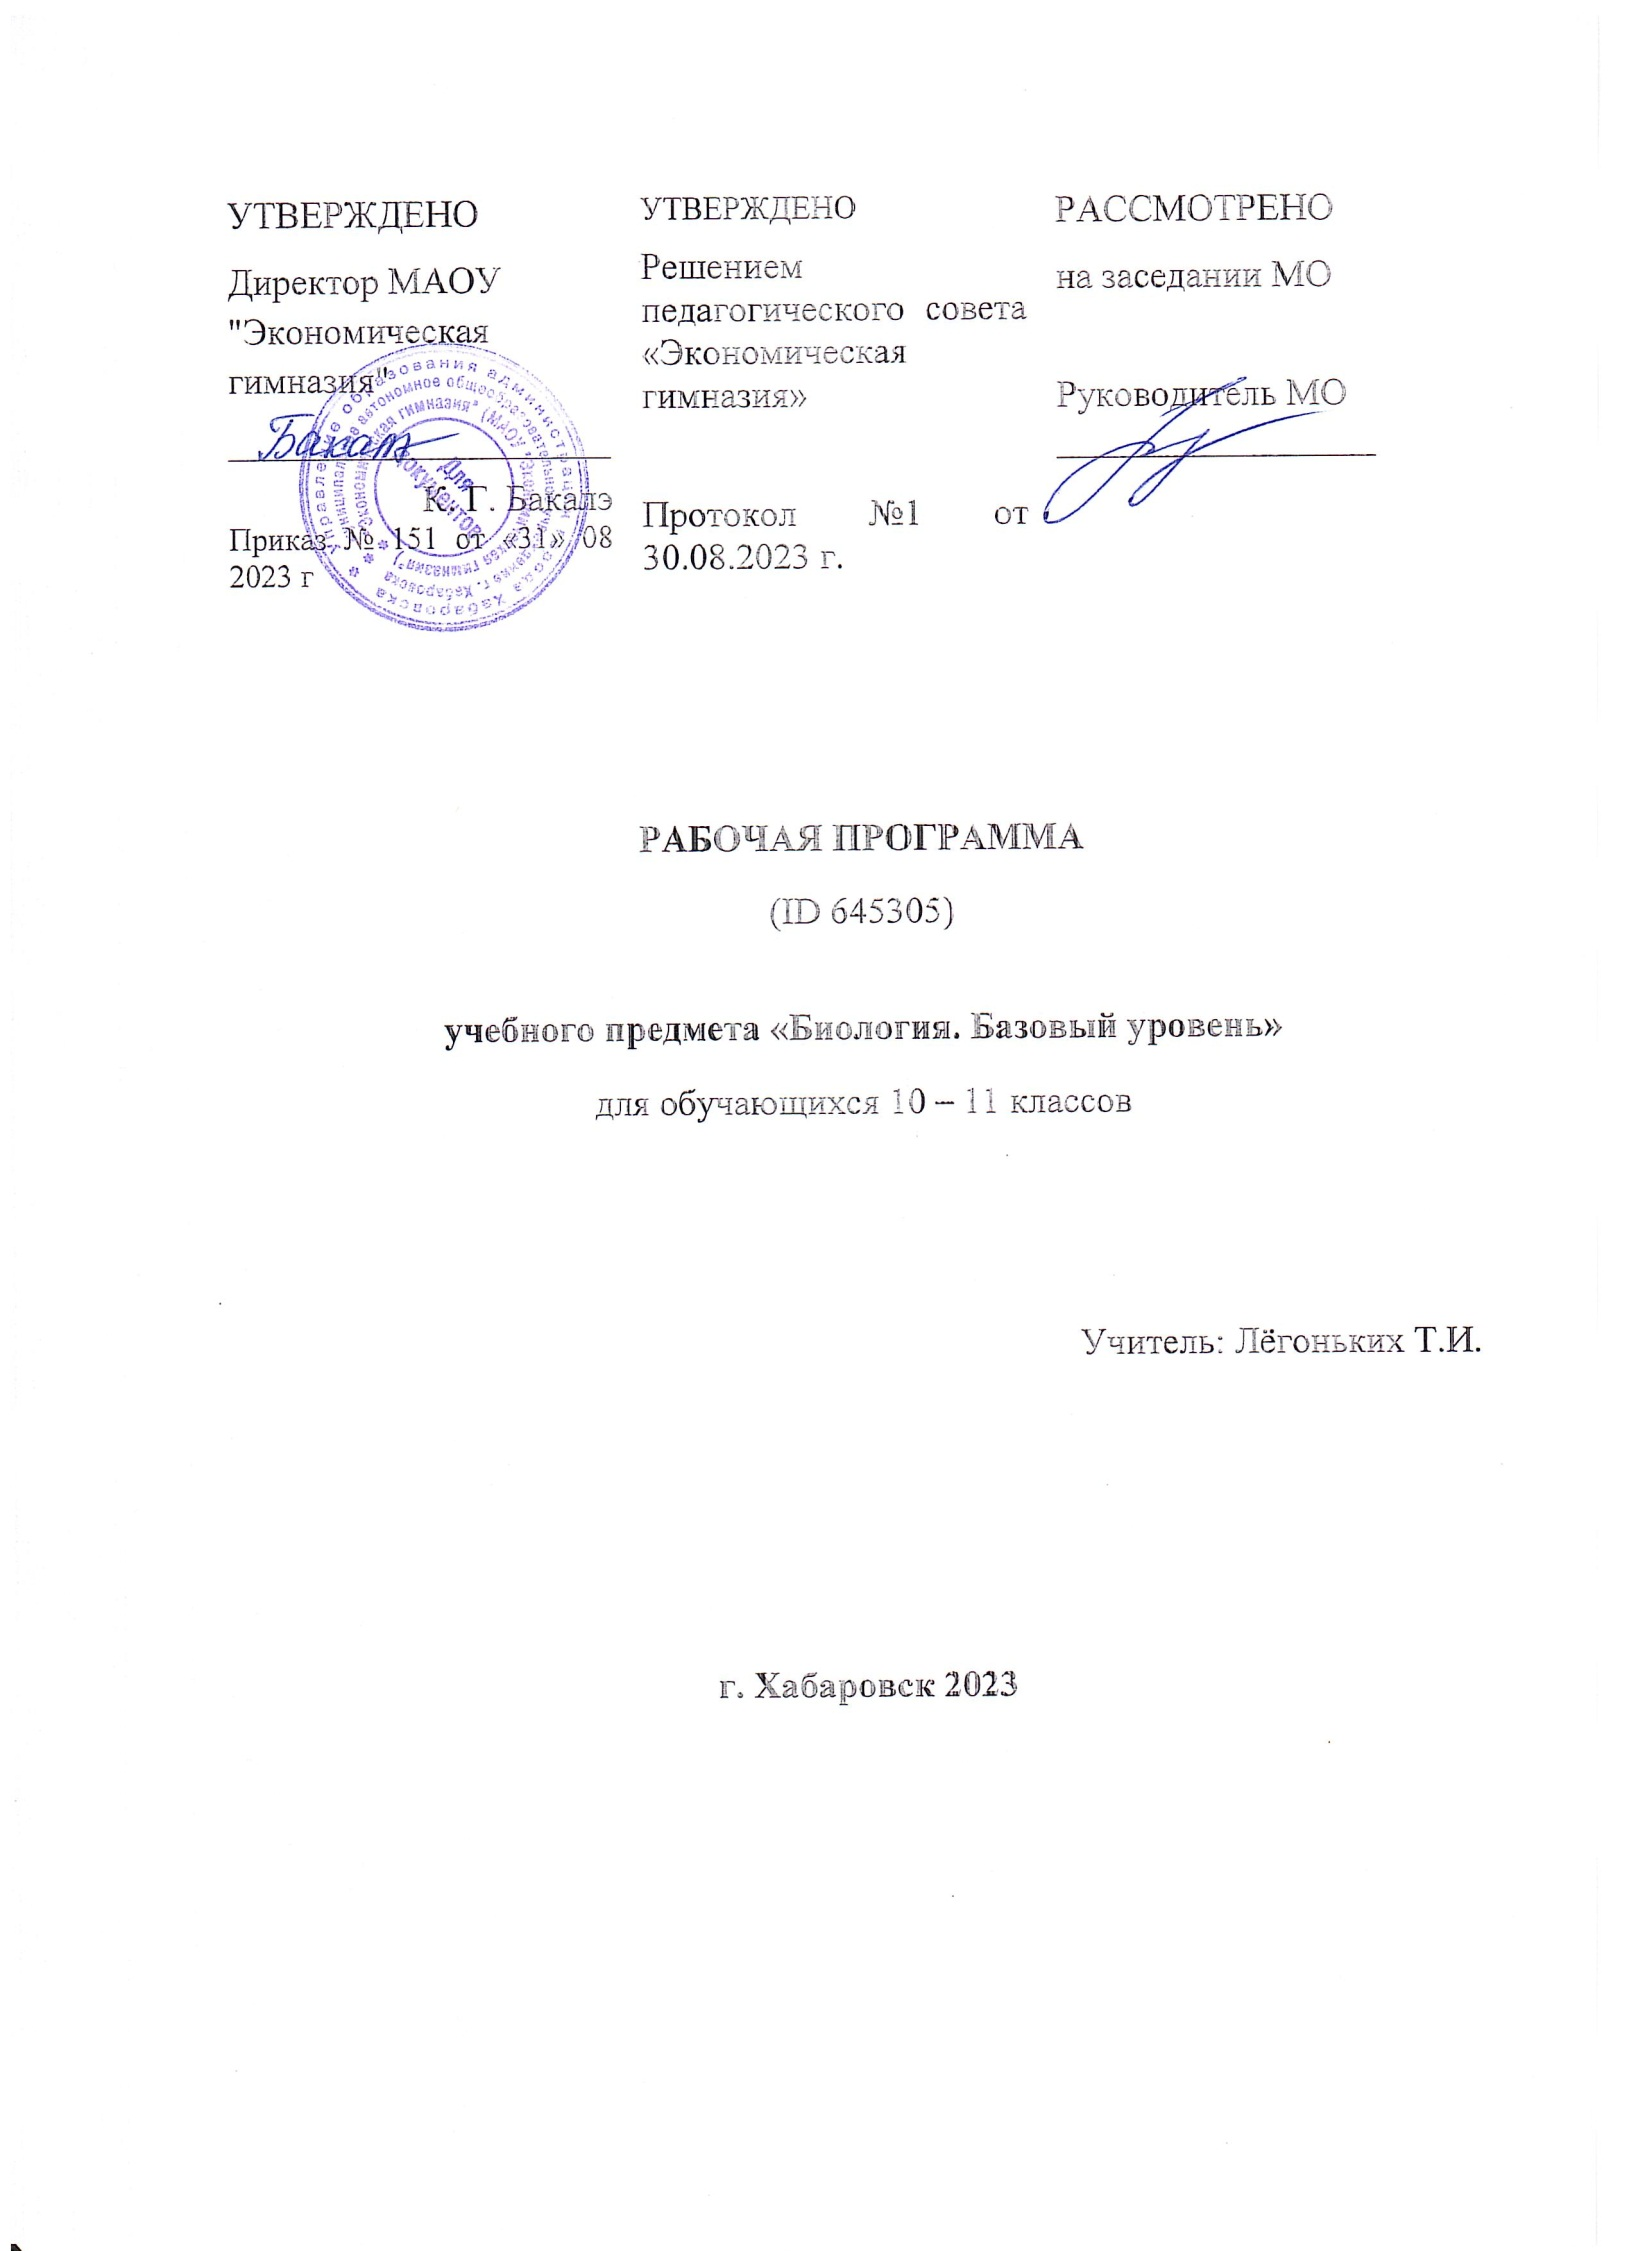 УТВЕРЖДЕНО
Директор МАОУ
"Экономическая
гимназия"
К. Г. Бакалэ
Приказ № 151 от «31» 08
2023 г
УТВЕРЖДЕНО
Решением
педагогического совета
«Экономическая
гимназия»
Протокол №1 от
30.08.2023 г.
РАССМОТРЕНО
на заседании МО
Руководитель МО
Для
документов
РАБОЧАЯ ПРОГРАММА
(ID 645305)
учебного предмета «Биология. Базовый уровень»
для обучающихся 10 – 11 классов
Учитель: Лёгоньких Т.И.
г. Хабаровск 2023